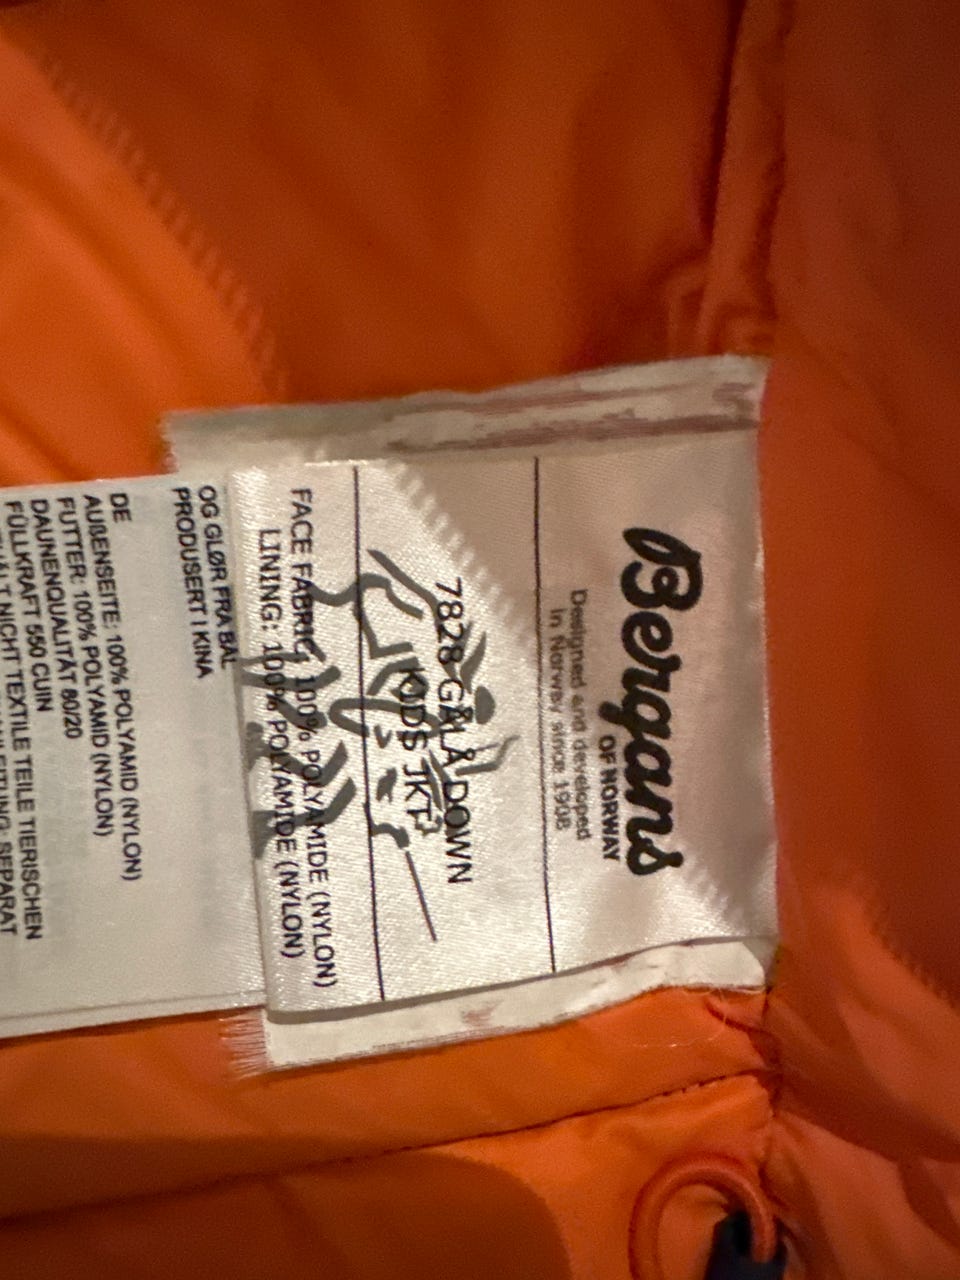 Bergans
OF NORWAY
Designed and developed
in Norway since 1908
7828 GÅLÅ DOWN
KIDS JKT
FACE FABRIC: 100% POLYAMIDE (NYLON)
LINING: 100% POLYAMIDE (NYLON)
OG GLØR FRA BÅL
PRODUSERT I KINA
DE
AUßENSEITE: 100% POLYAMID (NYLON)
FUTTER: 100% POLYAMID (NYLON)
DAUNENQUALITÄT 80/20
FÜLLKRAFT 550 CUIN
NICHT TEXTILE TEILE TIERISCHEN
SEPARAT